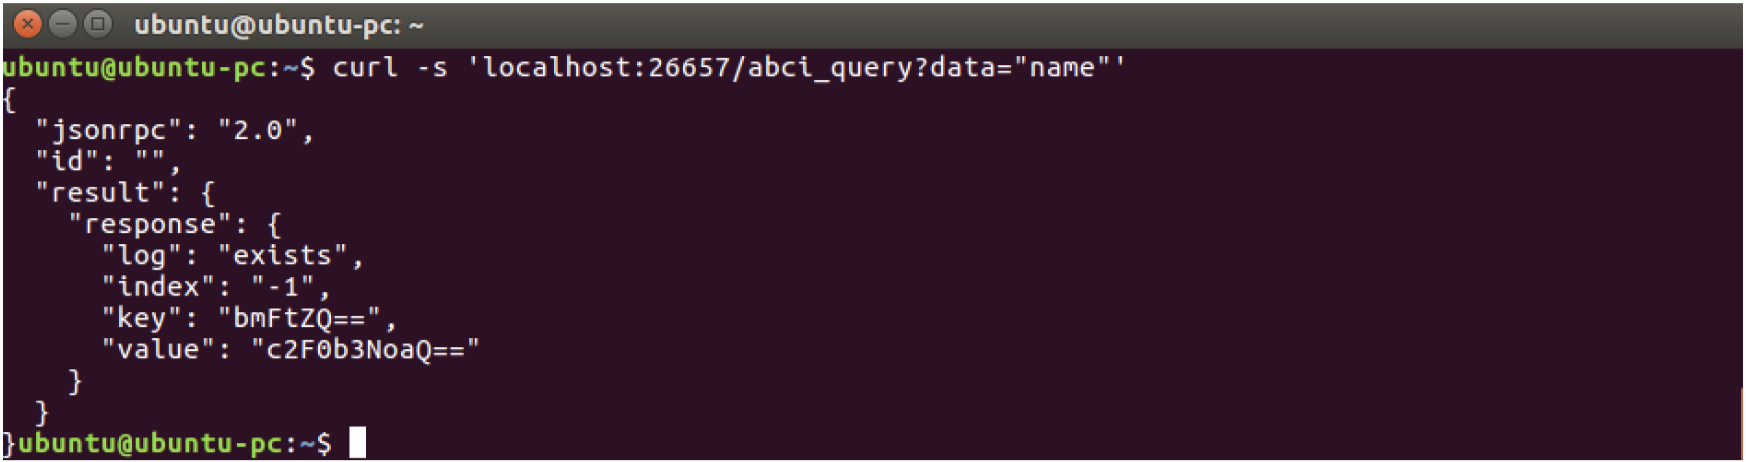 ubuntu@ubuntu-pc: ~
ubuntu@ubuntu-pc:~$ curl -s 'localhost:26657/abci_query?data="name"'
{
  "jsonrpc": "2.0",
  "id": "",
  "result": {
    "response": {
      "log": "exists",
      "index": "-1",
      "key": "bmFtZQ==",
      "value": "c2F0b3NoaQ=="
    }
  }
}ubuntu@ubuntu-pc:~$